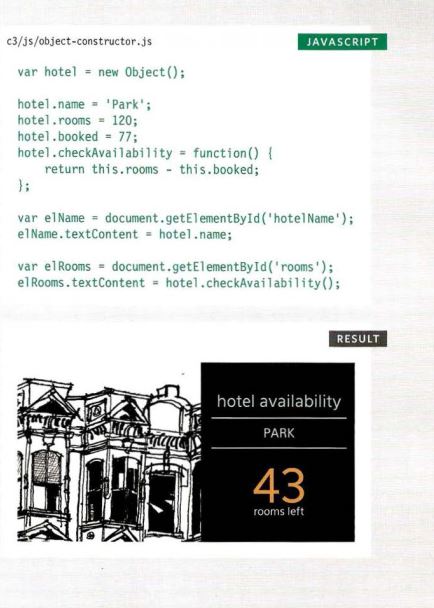 c3/js/object-constructor.js JAVASCRIPT
var hotel = new Object();
hotel.name = 'Park';
hotel.rooms = 120;
hotel.booked = 77;
hotel.checkAvailability = function() {
return this.rooms - this.booked;
};
var elName = document.getElementById('hotelName');
elName.textContent = hotel.name;
var elRooms = document.getElementById('rooms');
elRooms.textContent = hotel.checkAvailability();
RESULT
hotel availability
PARK
43
rooms left